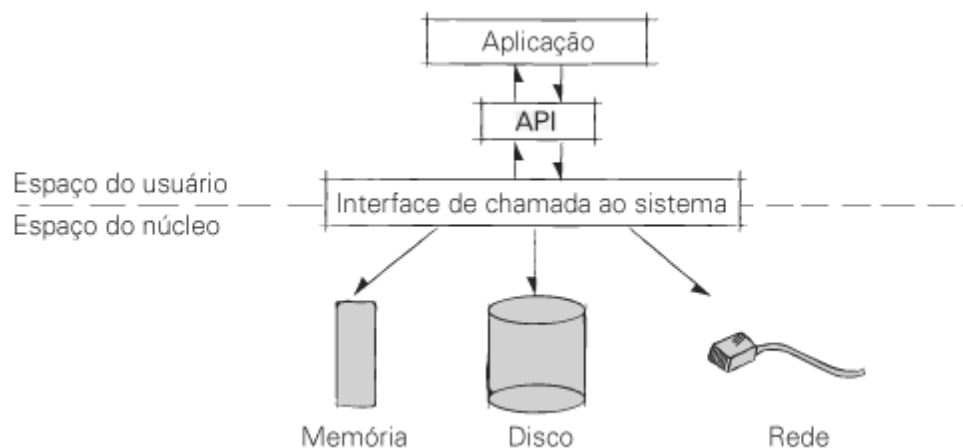 Aplicação
API
Espaço do usuário
Interface de chamada ao sistema
Espaço do núcleo
Memória
Disco
Rede